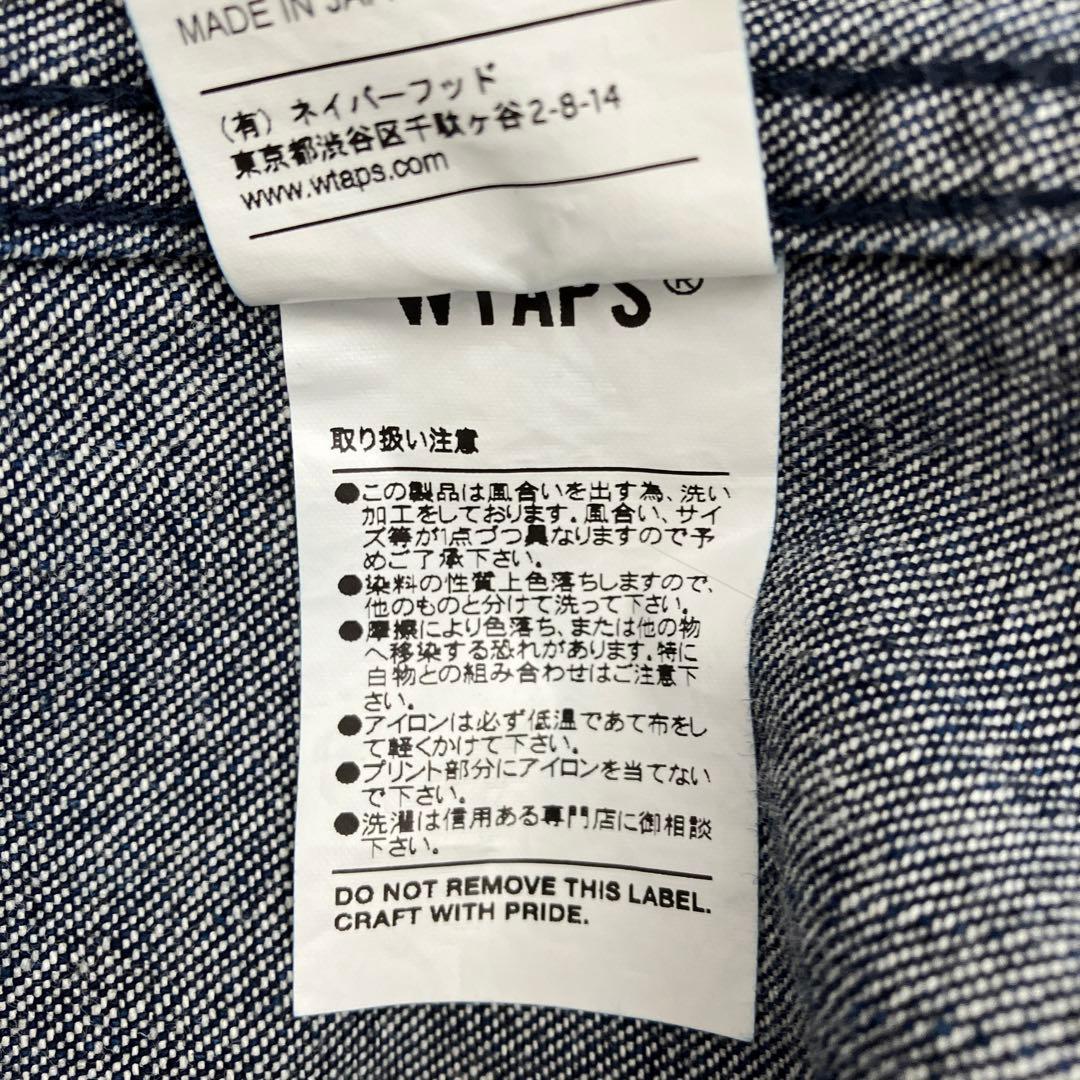 MADE IN JAPA
(有)ネイバーフッド
東京都渋谷区千駄ヶ谷2-8-14
www.wtaps.com
WTAPS®
取り扱い注意
●この製品は風合いを出す為、洗い
加工をしております。風合い、サイ
ズ等が1点づつ異なりますので予
めご了承下さい。
●染料の性質上色落ちしますので、
他のものと分けて洗って下さい。
●摩擦により色落ち、または他の物
へ移染する恐れがあります。特に
白物との組み合わせはご注意下
さい。
●アイロンは必ず低温であて布をし
て軽くかけて下さい。
●プリント部分にアイロンを当てない
で下さい。
●洗濯は信用ある専門店に御相談
下さい。
DO NOT REMOVE THIS LABEL.
CRAFT WITH PRIDE.